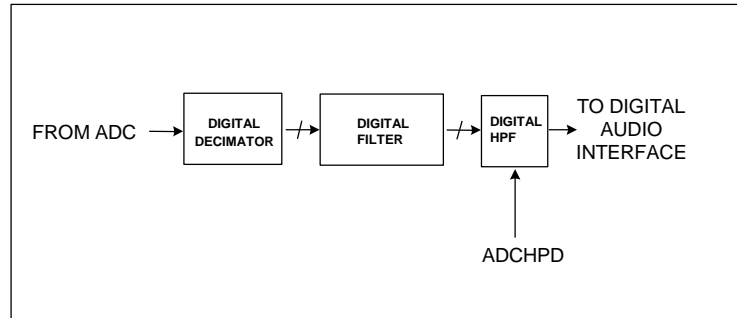 FROM ADC
DIGITAL
DECIMATOR
DIGITAL
FILTER
DIGITAL
HPF
TO DIGITAL
AUDIO
INTERFACE
ADCHPD